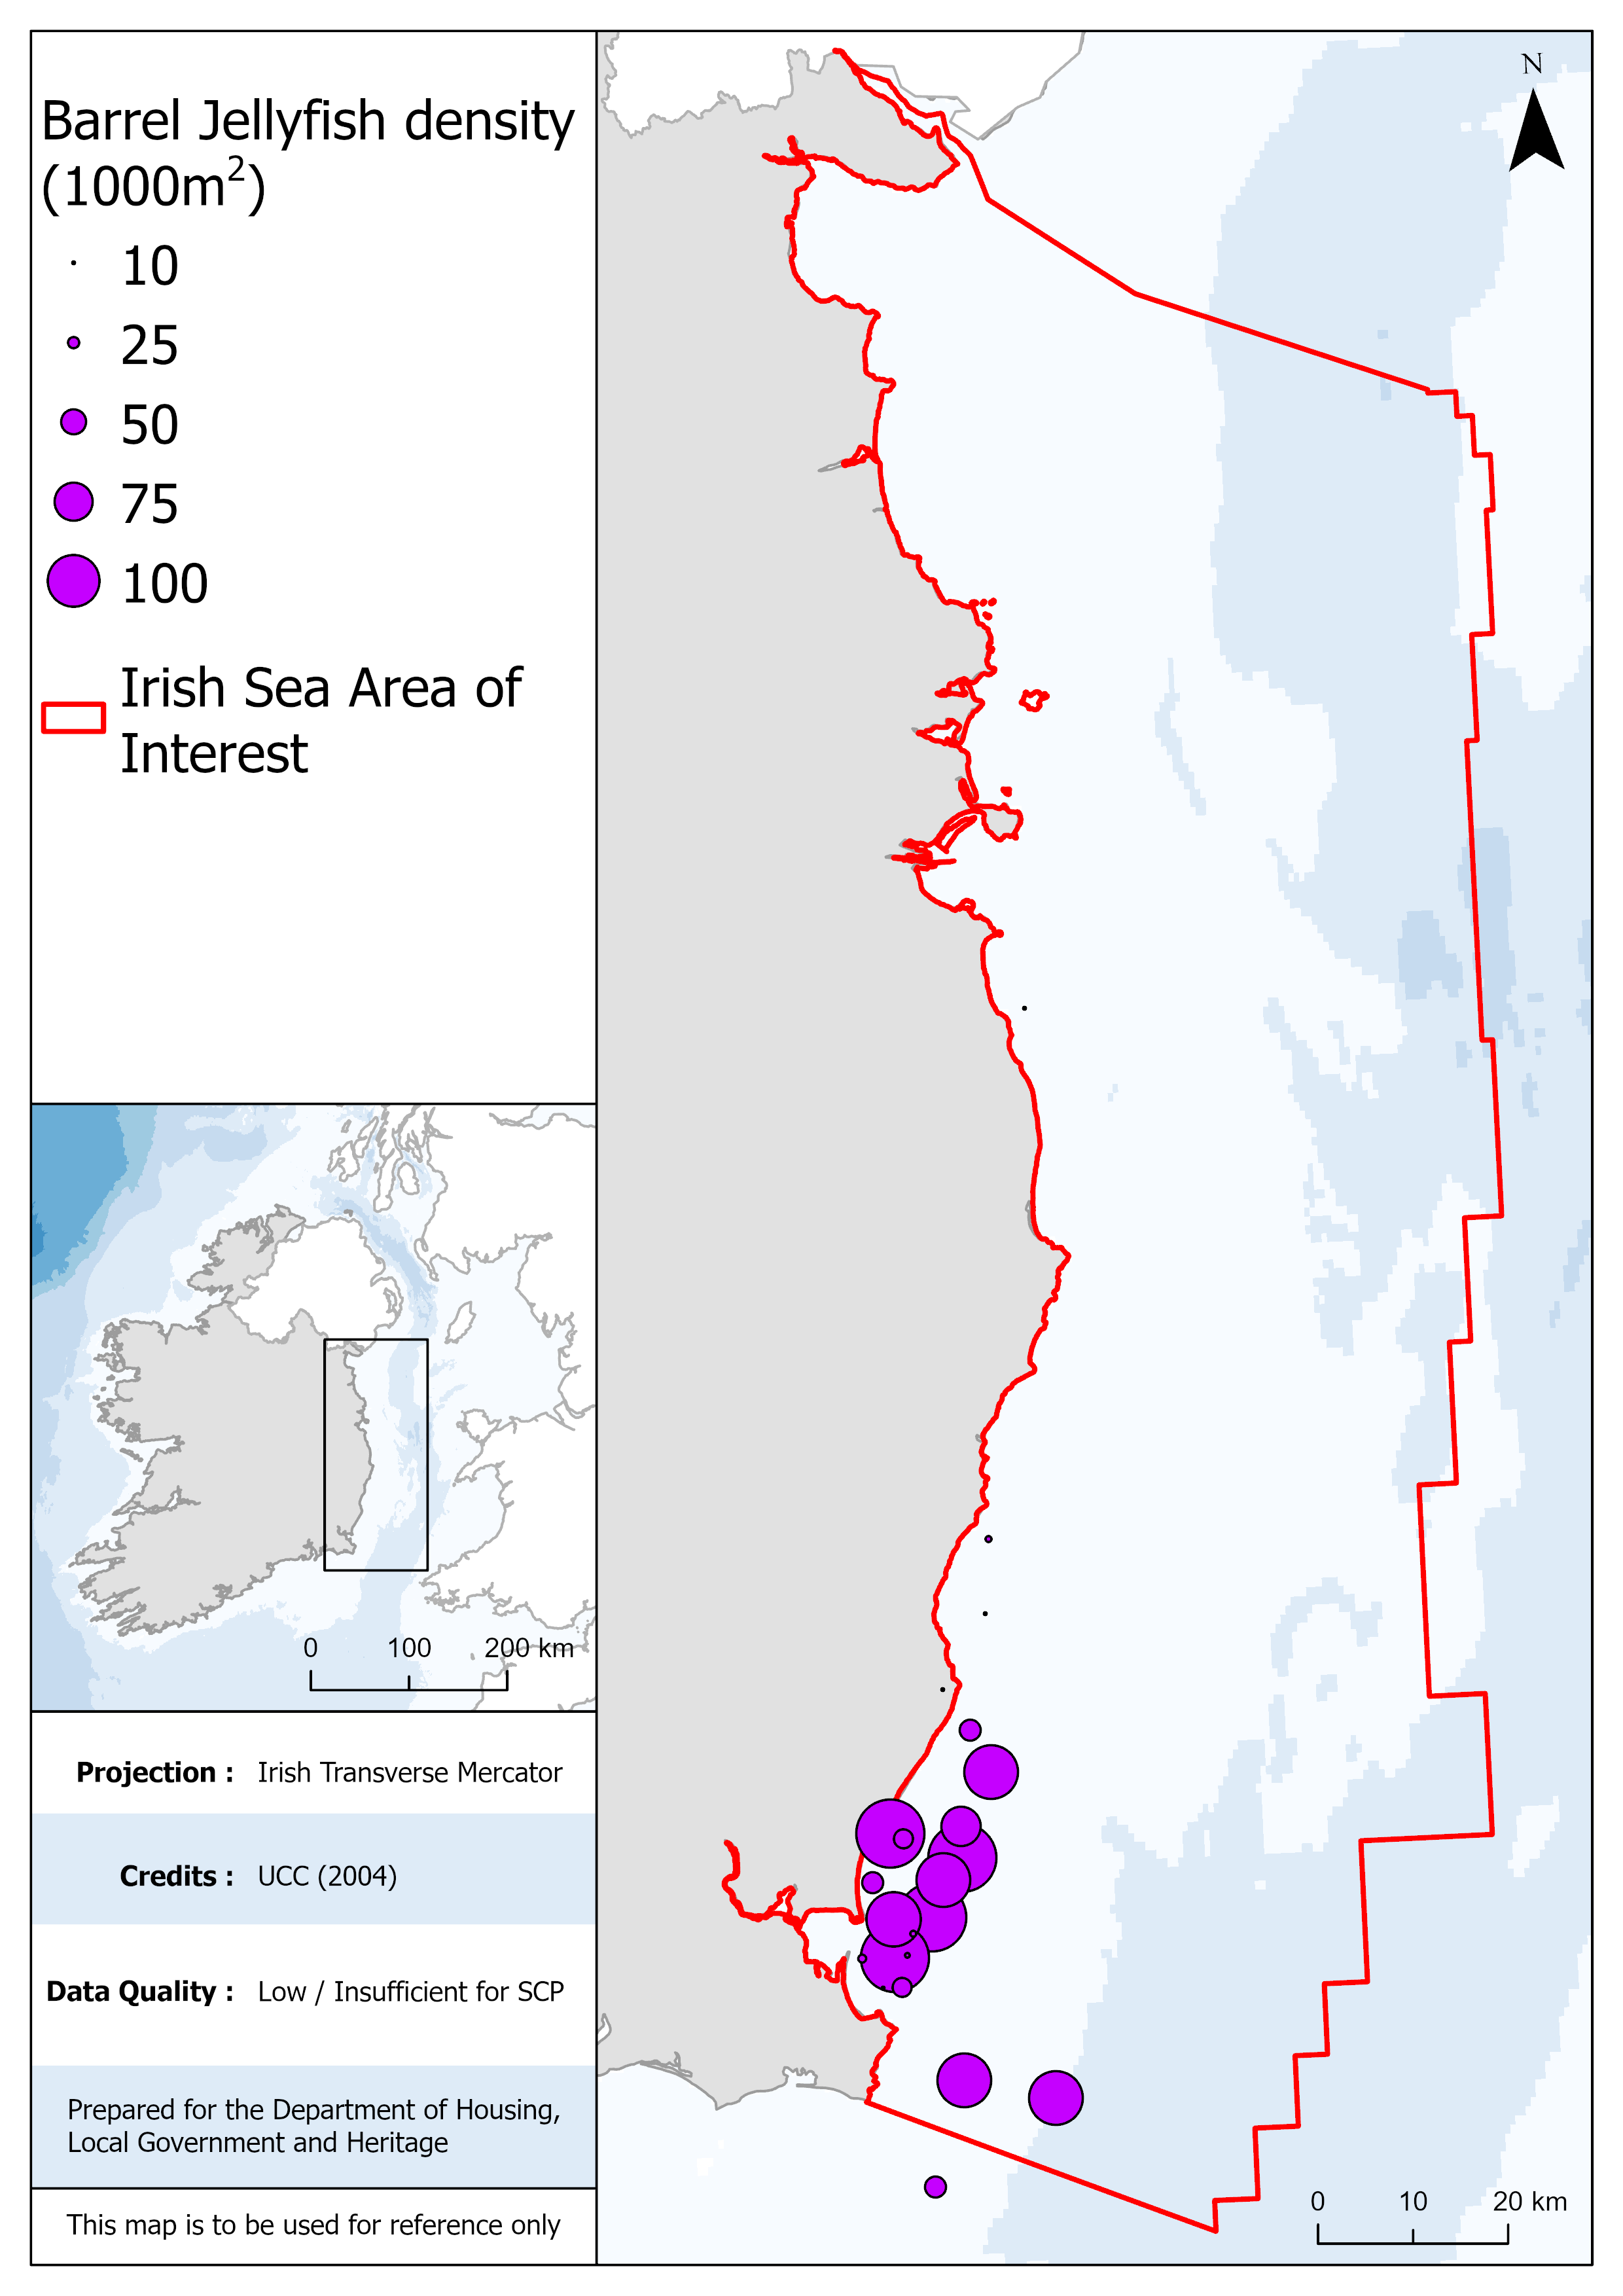 Barrel Jellyfish density
(1000m²)
10
25
50
75
100
Irish Sea Area of
Interest
N
0 100 200 km
Projection : Irish Transverse Mercator
Credits : UCC (2004)
Data Quality : Low / Insufficient for SCP
Prepared for the Department of Housing,
Local Government and Heritage
This map is to be used for reference only
0 10 20 km